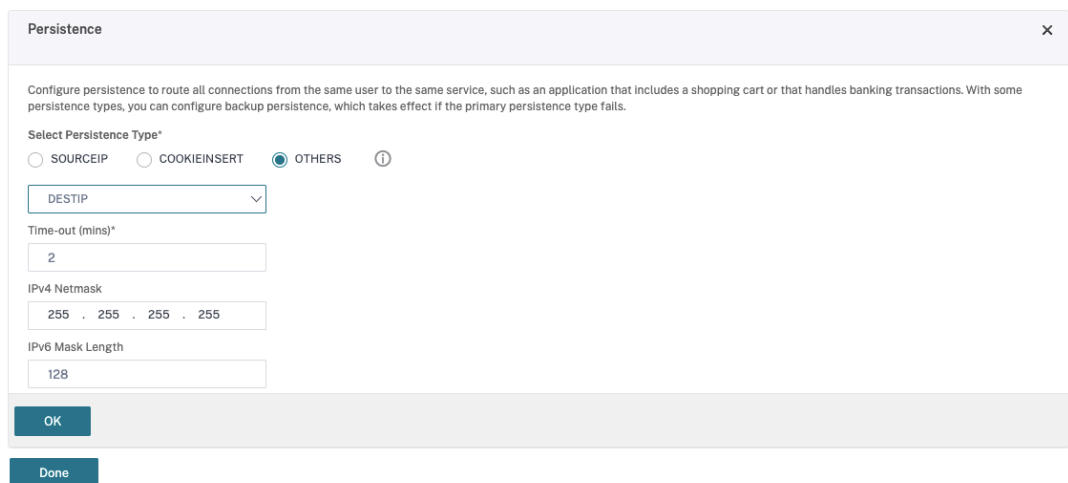 Persistence
Configure persistence to route all connections from the same user to the same service, such as an application that includes a shopping cart or that handles banking transactions. With some
persistence types, you can configure backup persistence, which takes effect if the primary persistence type fails.
Select Persistence Type*
SOURCEIP COOKIEINSERT OTHERS
DESTIP
Time-out (mins)*
2
IPv4 Netmask
255 . 255 . 255 . 255
IPv6 Mask Length
128
OK
Done